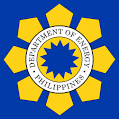 DEPARTMENT OF ENERGY
PHILIPPINES